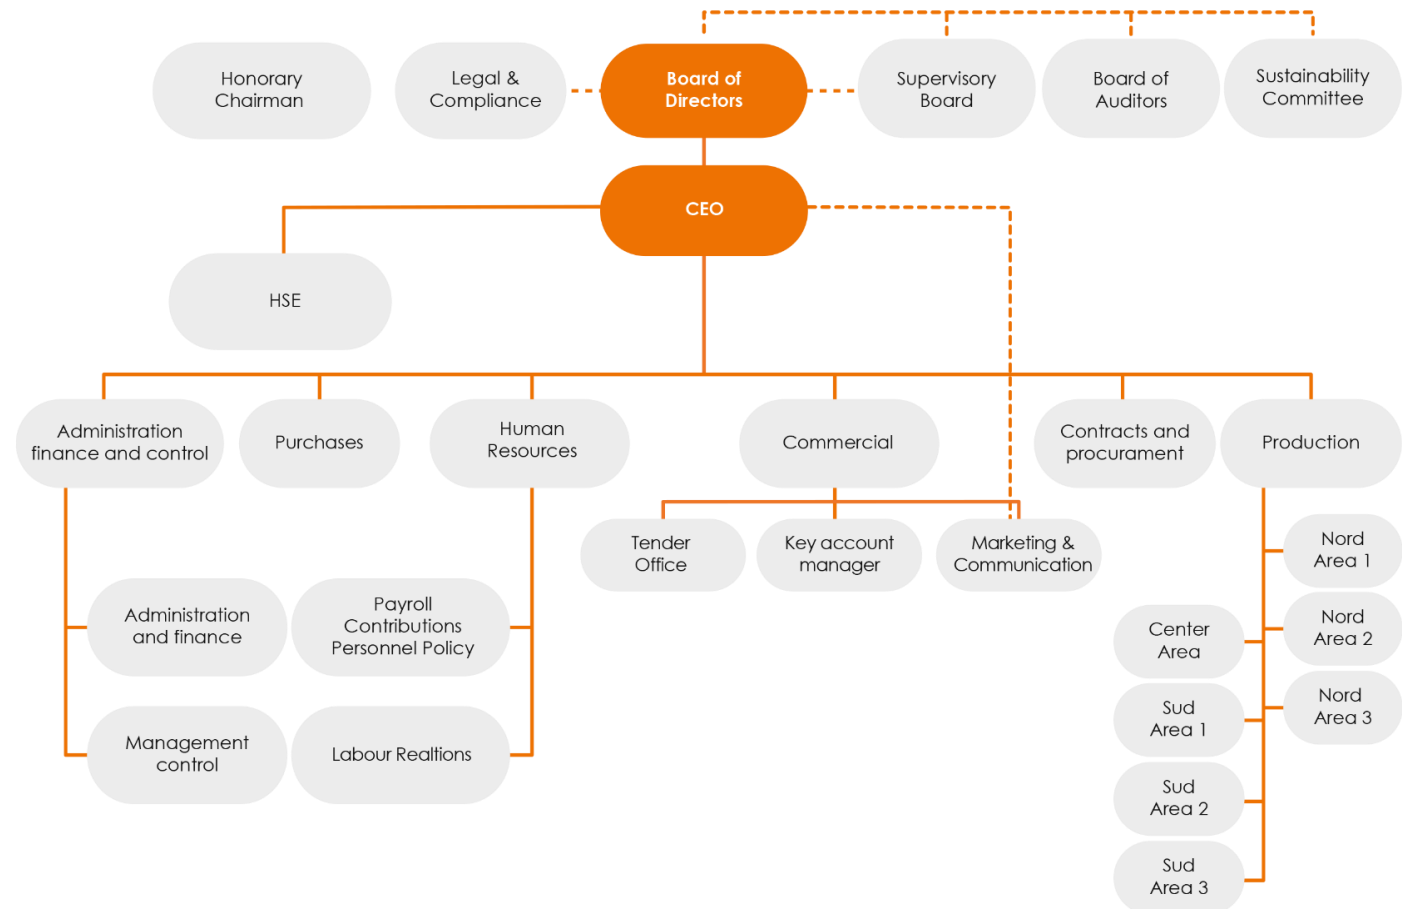 Honorary
Chairman
Legal &
Compliance
Board of
Directors
Supervisory
Board
Board of
Auditors
Sustainability
Committee
CEO
HSE
Administration
finance and control
Purchases
Human
Resources
Commercial
Contracts and
procurament
Production
Tender
Office
Key account
manager
Marketing &
Communication
Nord
Area 1
Administration
and finance
Payroll
Contributions
Personnel Policy
Center
Area
Nord
Area 2
Sud
Area 1
Nord
Area 3
Management
control
Labour Realtions
Sud
Area 2
Sud
Area 3